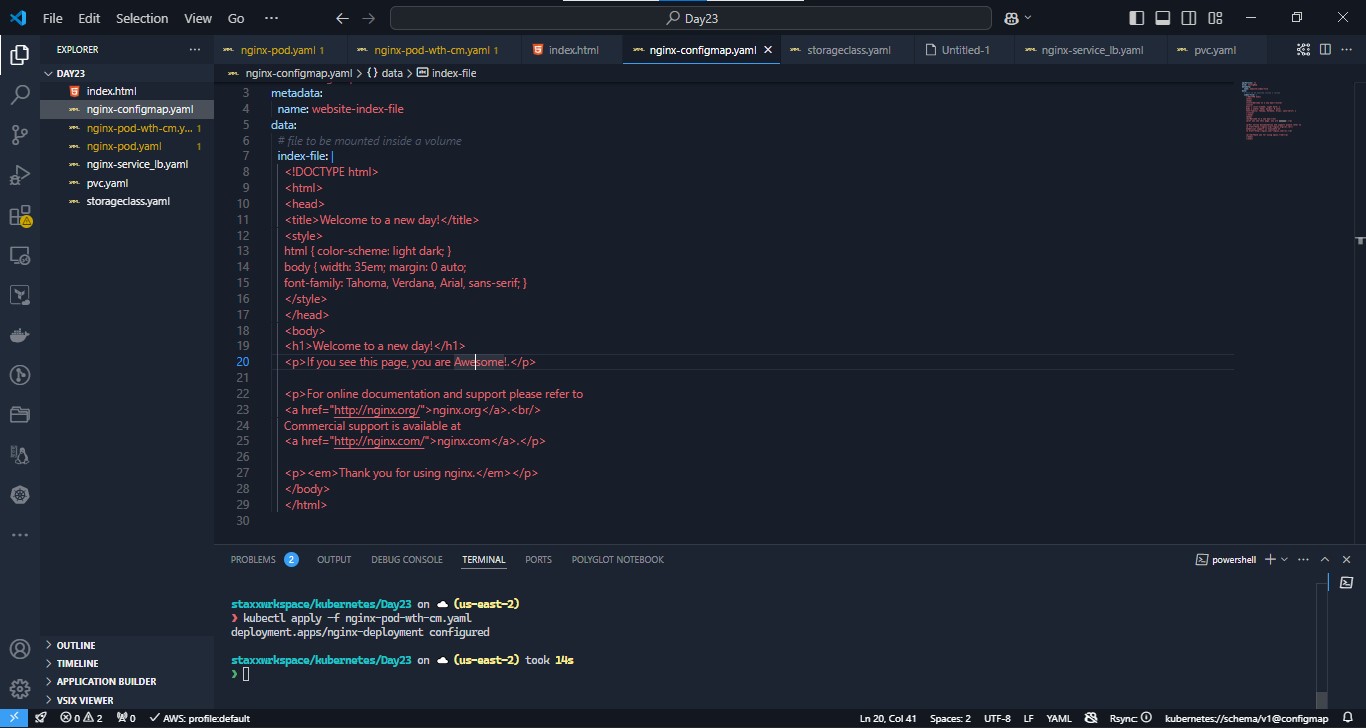 File Edit Selection View Go ··· Day23
EXPLORER ···
nginx-pod.yaml 1 nginx-pod-wth-cm.yaml 1 index.html nginx-configmap.yaml storageclass.yaml Untitled-1 nginx-service_lb.yaml pvc.yaml
nginx-configmap.yaml > {} data > index-file
DAY23
index.html
nginx-configmap.yaml
nginx-pod-wth-cm.y... 1
nginx-pod.yaml 1
nginx-service_lb.yaml
pvc.yaml
storageclass.yaml
OUTLINE
TIMELINE
APPLICATION BUILDER
VSIX VIEWER
3 metadata:
4 name: website-index-file
5 data:
6 # file to be mounted inside a volume
7 index-file: |
8 <!DOCTYPE html>
9 <html>
10 <head>
11 <title>Welcome to a new day!</title>
12 <style>
13 html { color-scheme: light dark; }
14 body { width: 35em; margin: 0 auto;
15 font-family: Tahoma, Verdana, Arial, sans-serif; }
16 </style>
17 </head>
18 <body>
19 <h1>Welcome to a new day!</h1>
20 <p>If you see this page, you are Awesome!.</p>
21
22 <p>For online documentation and support please refer to
23 <a href="http://nginx.org/">nginx.org</a>.<br/>
24 Commercial support is available at
25 <a href="http://nginx.com/">nginx.com</a>.</p>
26
27 <p><em>Thank you for using nginx.</em></p>
28 </body>
29 </html>
30
PROBLEMS 2 OUTPUT DEBUG CONSOLE TERMINAL PORTS POLYGLOT NOTEBOOK powershell
staxxwrkspace/kubernetes/Day23 on ☁ (us-east-2)
❯ kubectl apply -f nginx-pod-wth-cm.yaml
deployment.apps/nginx-deployment configured
staxxwrkspace/kubernetes/Day23 on ☁ (us-east-2) took 14s
❯
0 2 0 AWS: profile:default Ln 20, Col 41 Spaces: 2 UTF-8 LF YAML Rsync: kubernetes://schema/v1@configmap